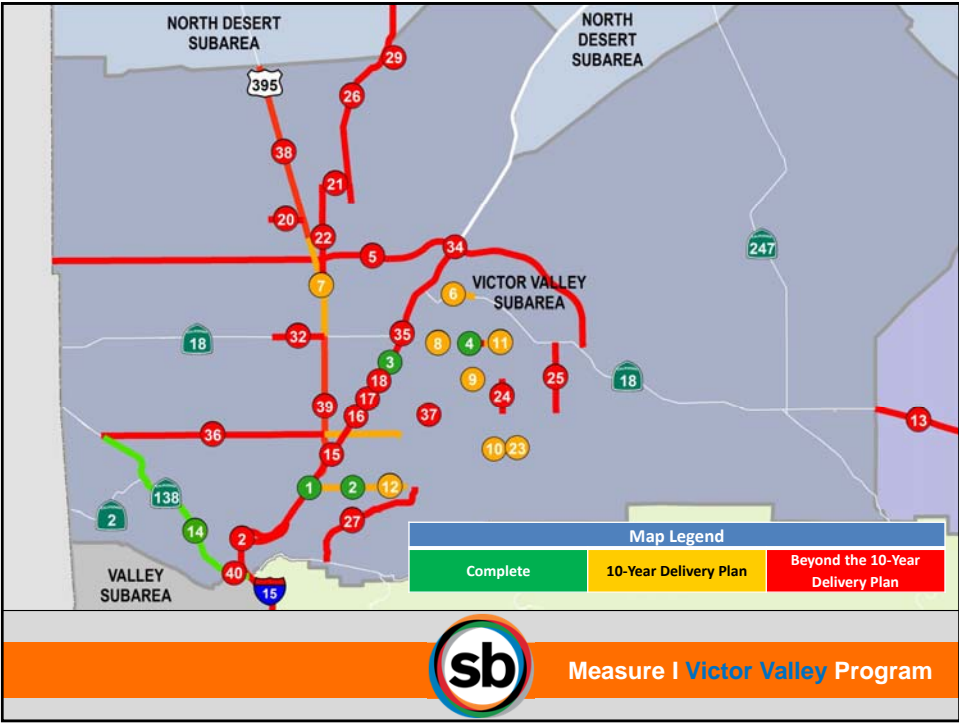 NORTH DESERT
SUBAREA
NORTH
DESERT
SUBAREA
29
395
26
38
21
20
22
34
5
247
7
6
VICTOR VALLEY
SUBAREA
18
32
35
8
4
11
3
18
9
25
18
24
17
39
16
37
13
36
15
10
23
1
2
12
138
2
14
27
2
40
15
VALLEY
SUBAREA
Map Legend
Complete
10-Year Delivery Plan
Beyond the 10-Year
Delivery Plan
sb
Measure I Victor Valley Program